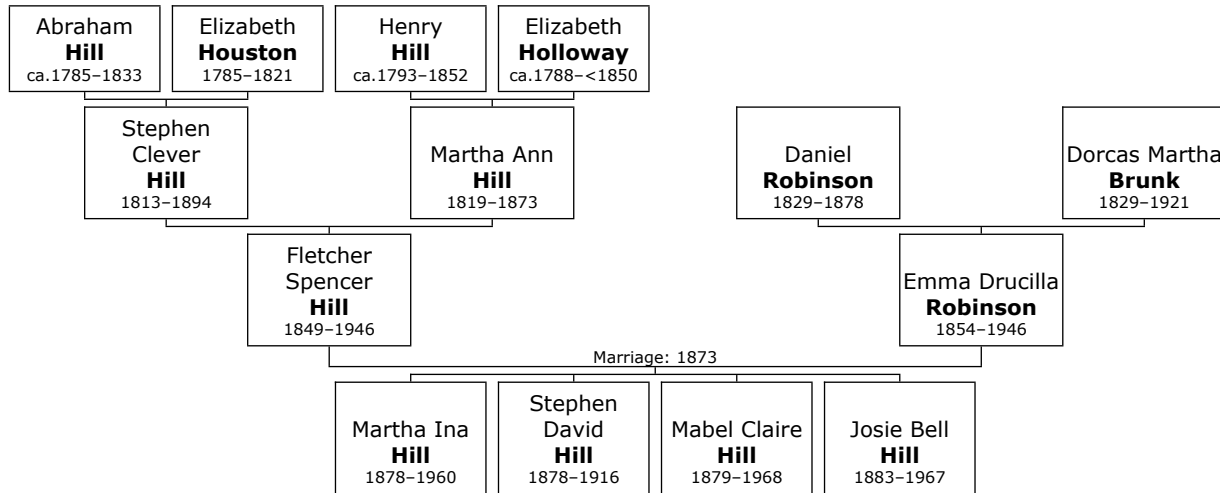 Abraham
Hill
ca.1785–1833
Elizabeth
Houston
1785–1821
Henry
Hill
ca.1793–1852
Elizabeth
Holloway
ca.1788–<1850
Stephen
Clever
Hill
1813–1894
Martha Ann
Hill
1819–1873
Daniel
Robinson
1829–1878
Dorcas Martha
Brunk
1829–1921
Fletcher
Spencer
Hill
1849–1946
Emma Drucilla
Robinson
1854–1946
Marriage: 1873
Martha Ina
Hill
1878–1960
Stephen
David
Hill
1878–1916
Mabel Claire
Hill
1879–1968
Josie Bell
Hill
1883–1967